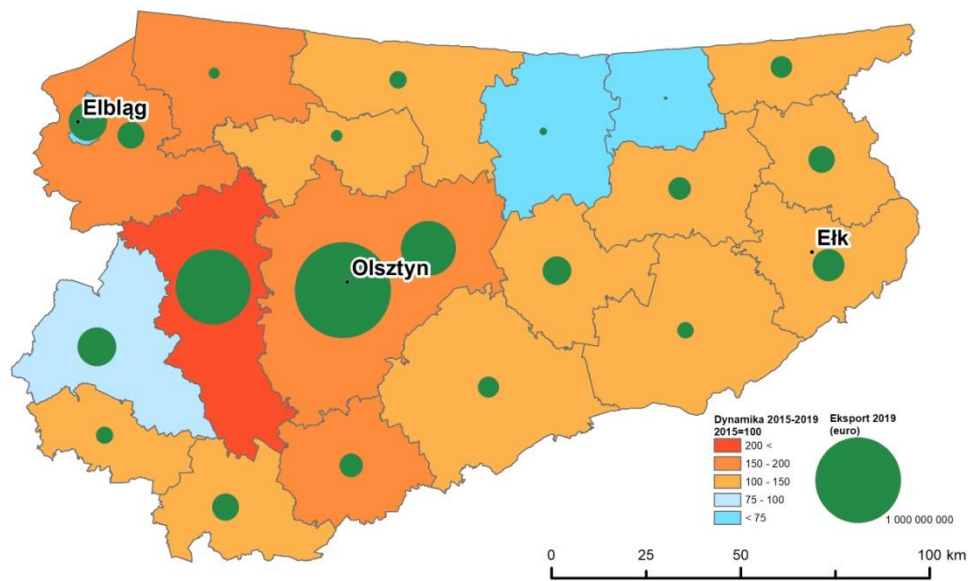 Elbląg
Olsztyn
Ełk
Dynamika 2015-2019
2015=100
200 <
150 - 200
100 - 150
75 - 100
< 75
Eksport 2019
(euro)
1 000 000 000
0 25 50 100 km